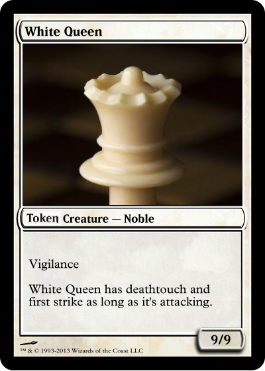 White Queen
Token Creature — Noble
Vigilance
White Queen has deathtouch and
first strike as long as it's attacking.
9/9
™ & © 1993-2013 Wizards of the Coast LLC